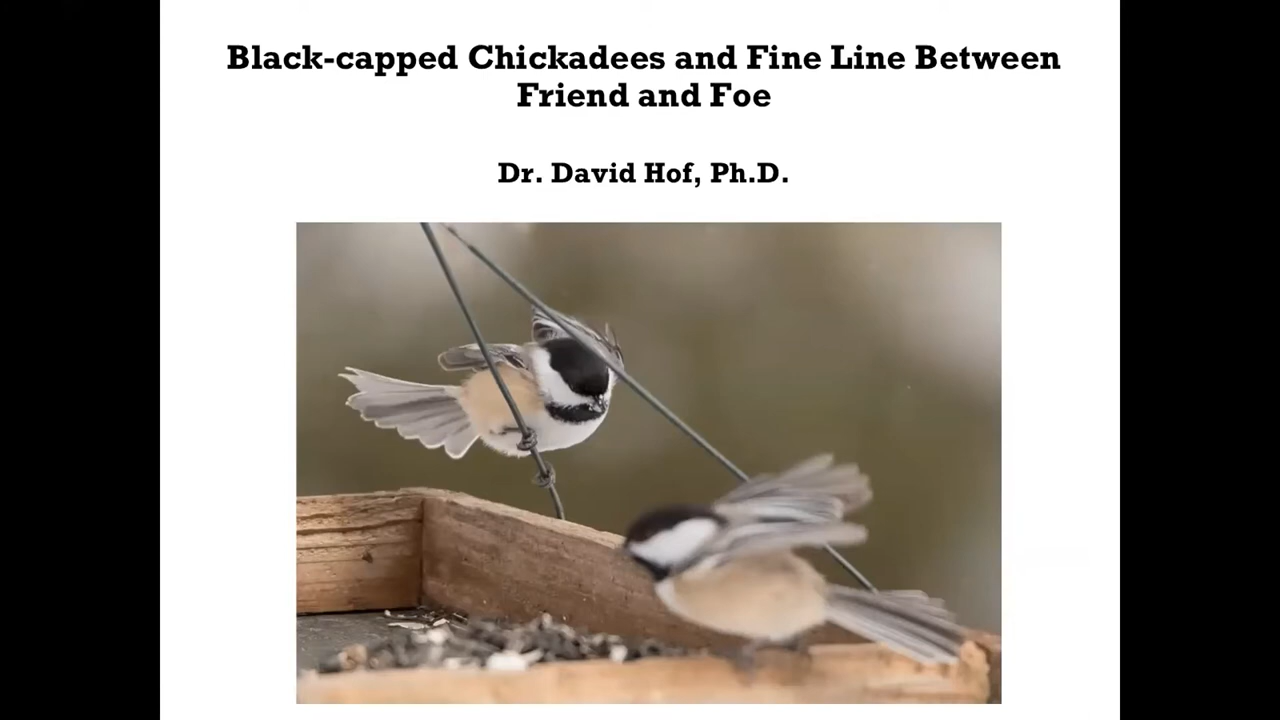 Black-capped Chickadees and Fine Line Between
Friend and Foe
Dr. David Hof, Ph.D.